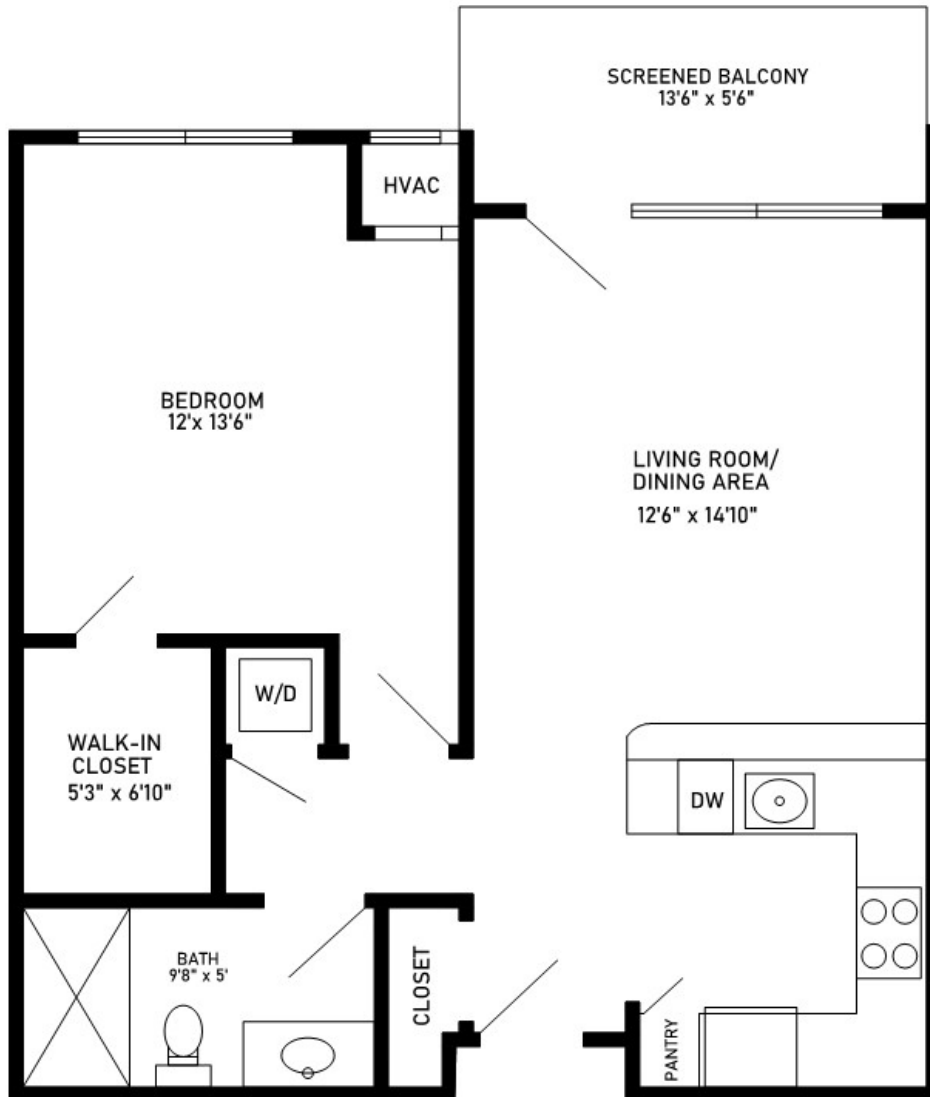 SCREENED BALCONY
13'6" x 5'6"
HVAC
BEDROOM
12'x 13'6"
LIVING ROOM/
DINING AREA
12'6" x 14'10"
W/D
WALK-IN
CLOSET
5'3" x 6'10"
DW
BATH
9'8" x 5'
CLOSET
PANTRY